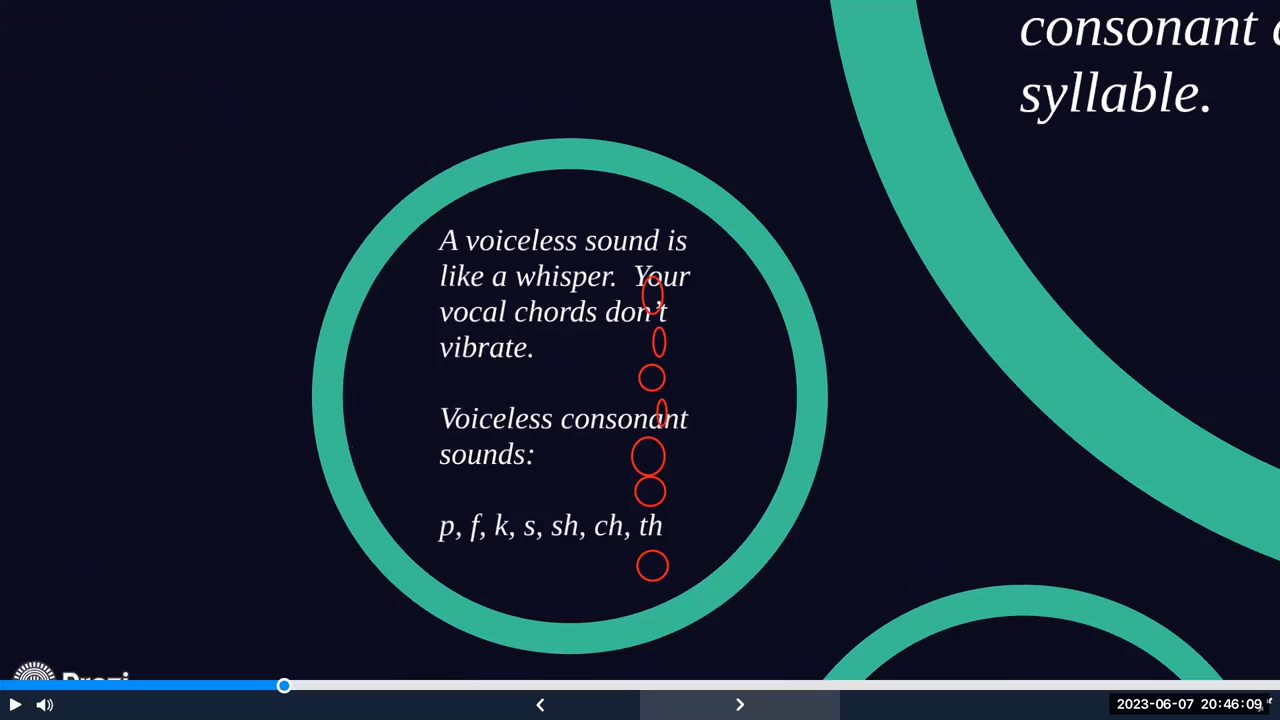 consonant
syllable.
A voiceless sound is
like a whisper.  Your
vocal chords don't
vibrate.
Voiceless consonant
sounds:
p, f, k, s, sh, ch, th
Prezi
2023-06-07 20:46:09